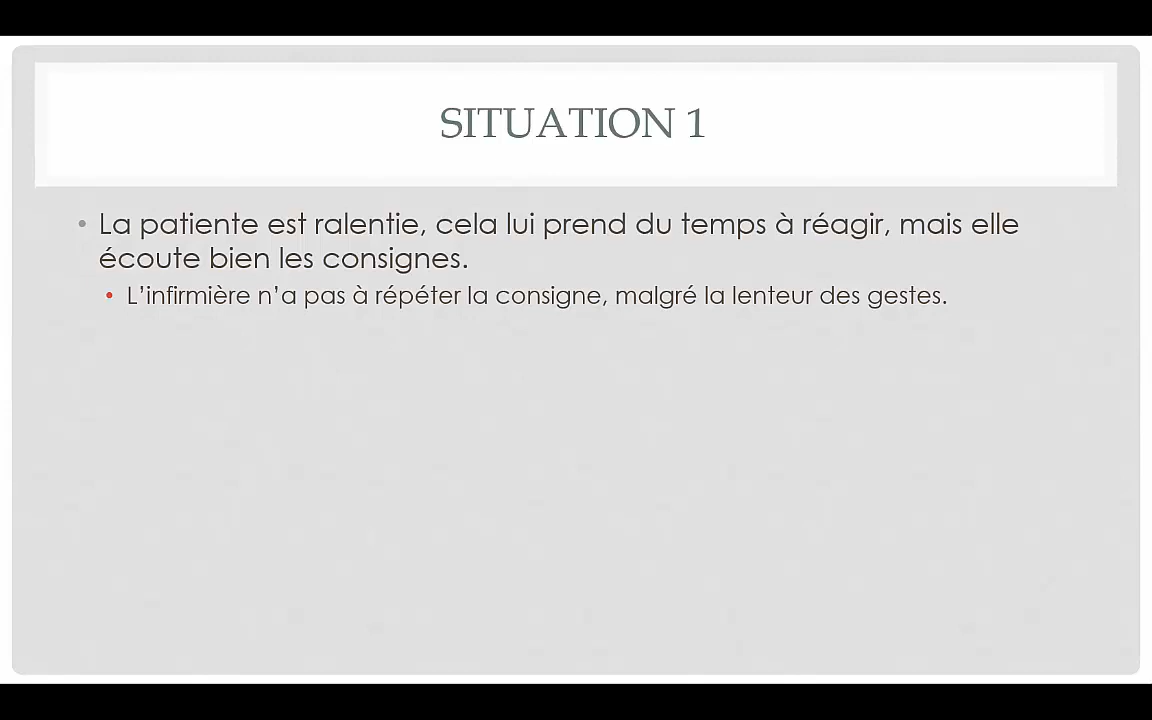 SITUATION 1
• La patiente est ralentie, cela lui prend du temps à réagir, mais elle
écoute bien les consignes.
• L’infirmière n’a pas à répéter la consigne, malgré la lenteur des gestes.